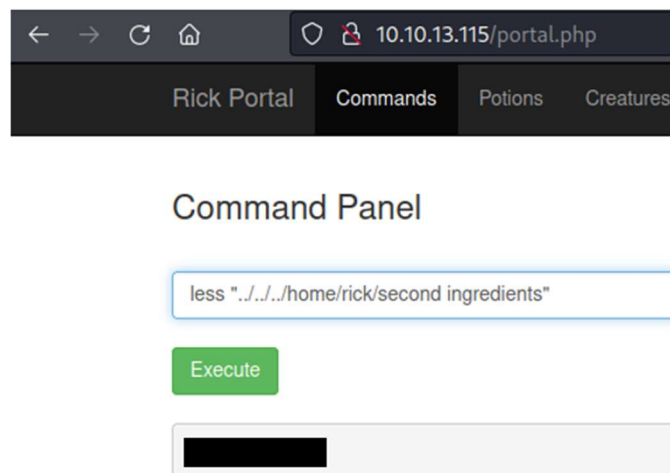 10.10.13.115/portal.php
Rick Portal Commands Potions Creatures
Command Panel
less "../../../home/rick/second ingredients"
Execute